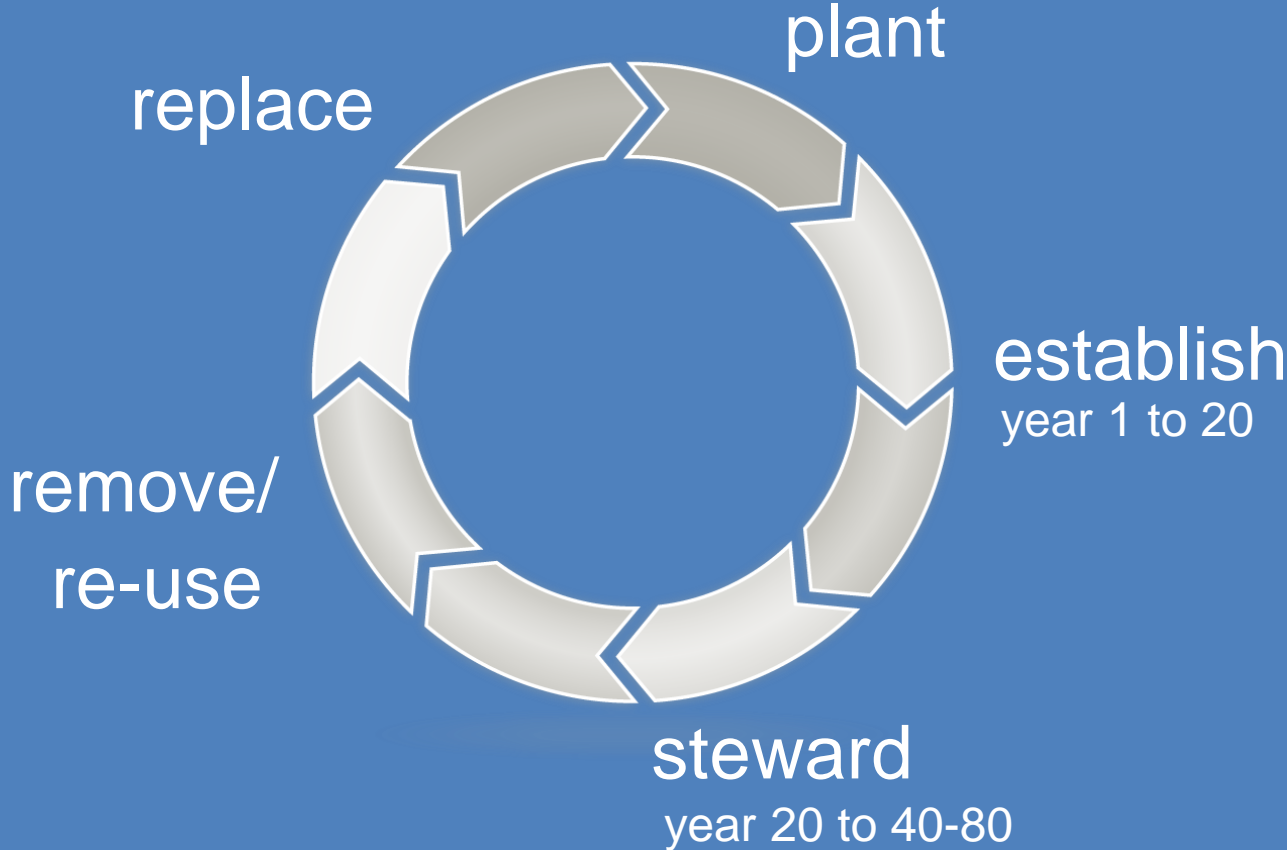 plant
replace
establish
year 1 to 20
remove/
re-use
steward
year 20 to 40-80